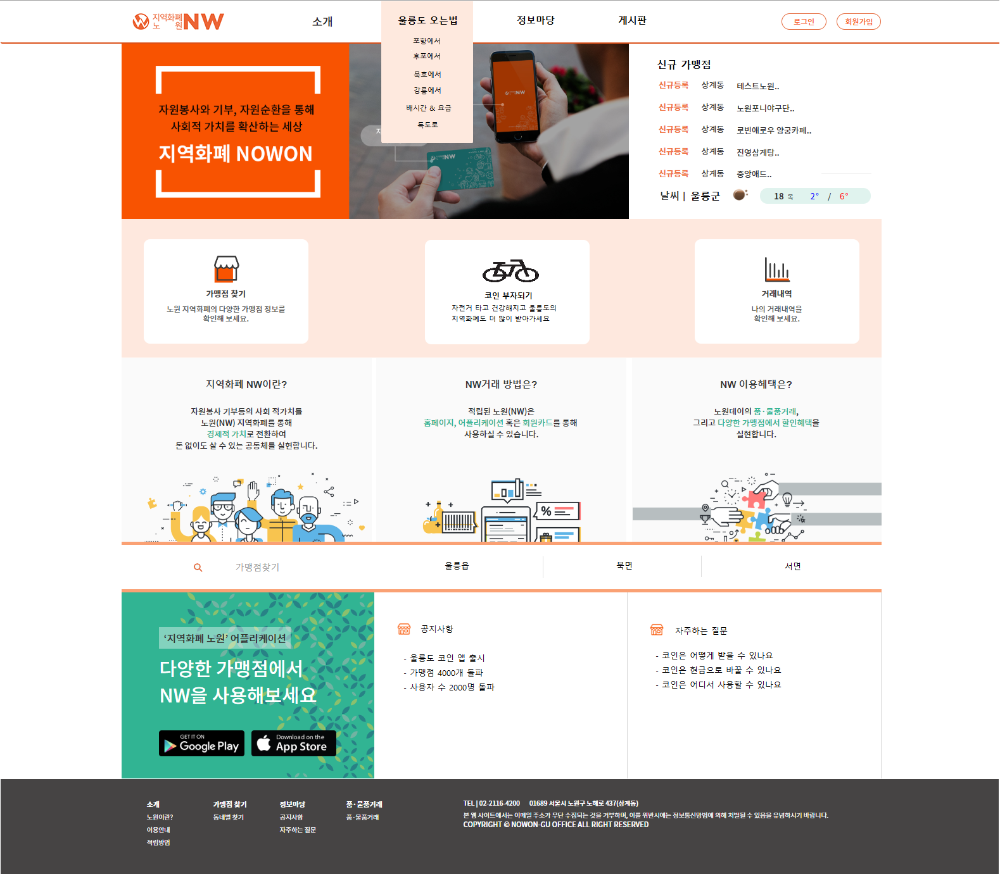 지역화폐
노 원 NW
소개
울릉도 오는법
정보마당
게시판
로그인
회원가입
포항에서
후포에서
묵호에서
강릉에서
배시간 & 요금
독도로
자원봉사와 기부, 자원순환을 통해
사회적 가치를 확산하는 세상
지역화폐 NOWON
신규 가맹점
신규등록 상계동 테스트노원..
신규등록 상계동 노원포니야구단..
신규등록 상계동 로빈애로우 양궁카페..
신규등록 상계동 진영삼계탕..
신규등록 상계동 중앙애드..
날씨 | 울릉군 18 목 2° / 6°
NW
NW
가맹점 찾기
노원 지역화폐의 다양한 가맹점 정보를
확인해 보세요.
코인 부자되기
자전거 타고 건강해지고 울릉도의
지역화폐도 더 많이 받아가세요
거래내역
나의 거래내역을
확인해 보세요.
지역화폐 NW이란?
자원봉사 기부등의 사회 적가치를
노원(NW) 지역화폐를 통해
경제적 가치로 전환하여
돈 없이도 살 수 있는 공동체를 실현합니다.
NW거래 방법은?
적립된 노원(NW)은
홈페이지, 어플리케이션 혹은 회원카드를 통해
사용하실 수 있습니다.
NW 이용혜택은?
노원데이의 품·물품거래,
그리고 다양한 가맹점에서 할인혜택을
실현합니다.
%
가맹점찾기
울릉읍
북면
서면
‘지역화폐 노원’ 어플리케이션
다양한 가맹점에서
NW을 사용해보세요
GET IT ON
Google Play
Download on the
App Store
공지사항
- 울릉도 코인 앱 출시
- 가맹점 4000개 돌파
- 사용자 수 2000명 돌파
자주하는 질문
- 코인은 어떻게 받을 수 있나요
- 코인은 현금으로 바꿀 수 있나요
- 코인은 어디서 사용할 수 있나요
소개
노원이란?
이용안내
적립방법
가맹점 찾기
동네별 찾기
정보마당
공지사항
자주하는 질문
품·물품거래
품·물품거래
TEL | 02-2116-4200 01689 서울시 노원구 노해로 437(상계동)
본 웹 사이트에서는 이메일 주소가 무단 수집되는 것을 거부하며, 이를 위반시에는 정보통신망법에 의해 처벌될 수 있음을 유념하시기 바랍니다.
COPYRIGHT © NOWON-GU OFFICE ALL RIGHT RESERVED